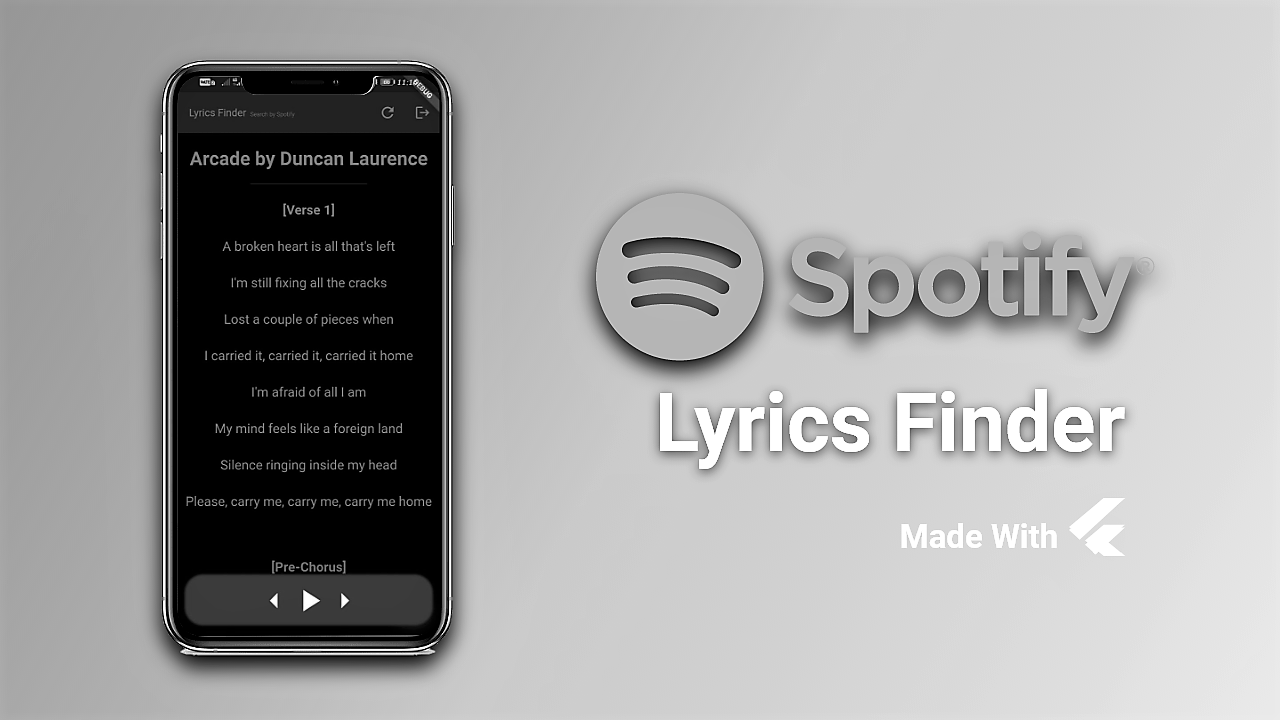 11:16
DEBUG
Lyrics Finder Search by Spotify
Arcade by Duncan Laurence
[Verse 1]
A broken heart is all that's left
I'm still fixing all the cracks
Lost a couple of pieces when
I carried it, carried it, carried it home
I'm afraid of all I am
My mind feels like a foreign land
Silence ringing inside my head
Please, carry me, carry me, carry me home
[Pre-Chorus]
Spotify®
Lyrics Finder
Made With